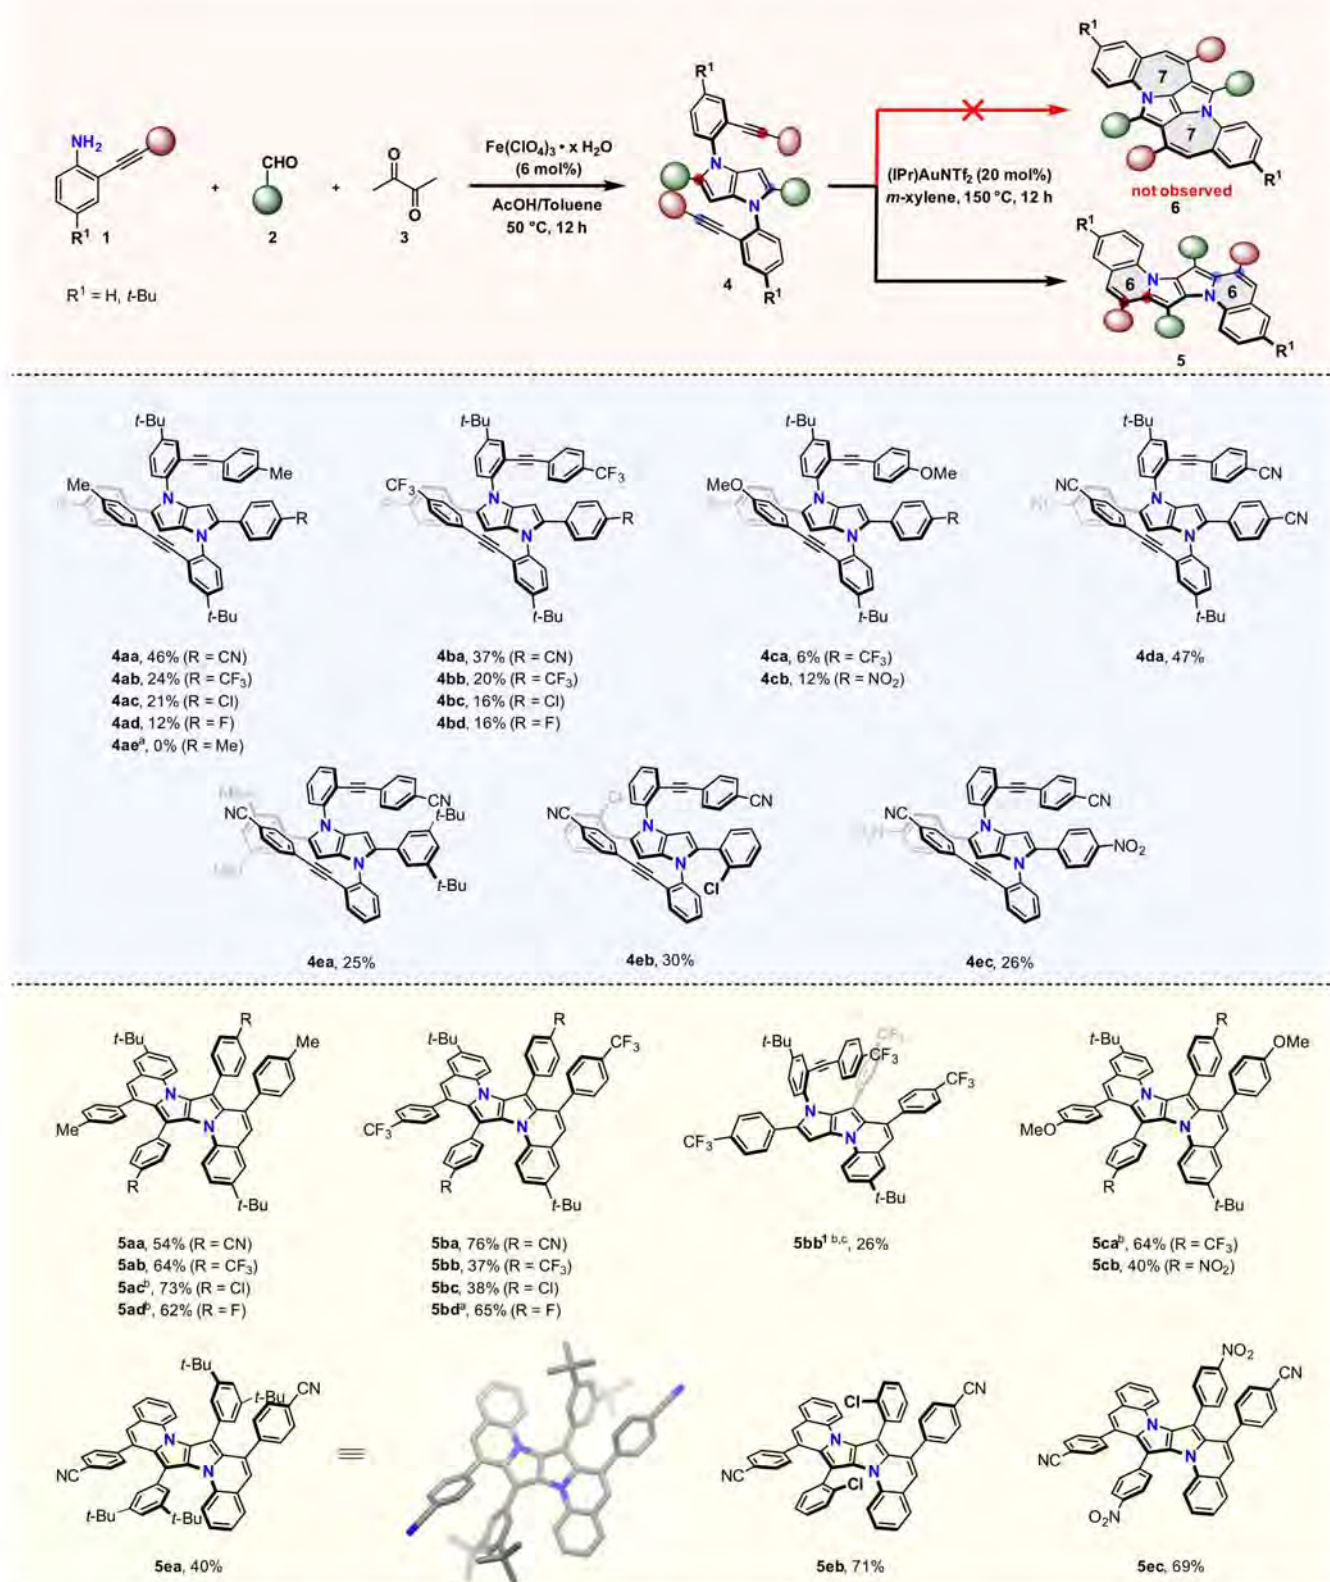 R¹
NH₂
CHO
O
O
R¹
1
+
2
+
3
R¹ = H, t-Bu
Fe(ClO₄)₃ • x H₂O
(6 mol%)
AcOH/Toluene
50 °C, 12 h
R¹
N
N
4
R¹
(IPr)AuNTf₂ (20 mol%)
m-xylene, 150 °C, 12 h
7
N
N
7
R¹
not observed
6
R¹
N
6
6
N
R¹
5
t-Bu
Me
Me
N
R
N
t-Bu
4aa, 46% (R = CN)
4ab, 24% (R = CF₃)
4ac, 21% (R = Cl)
4ad, 12% (R = F)
4aeᵃ, 0% (R = Me)
t-Bu
CF₃
CF₃
N
R
N
t-Bu
4ba, 37% (R = CN)
4bb, 20% (R = CF₃)
4bc, 16% (R = Cl)
4bd, 16% (R = F)
t-Bu
OMe
MeO
N
R
N
t-Bu
4ca, 6% (R = CF₃)
4cb, 12% (R = NO₂)
t-Bu
CN
NC
N
CN
N
t-Bu
4da, 47%
CN
t-Bu
NC
N
N
t-Bu
4ea, 25%
CN
Cl
NC
N
N
Cl
4eb, 30%
CN
NC
N
NO₂
N
4ec, 26%
R
t-Bu
Me
N
Me
N
R
t-Bu
5aa, 54% (R = CN)
5ab, 64% (R = CF₃)
5acᵇ, 73% (R = Cl)
5adᵇ, 62% (R = F)
R
t-Bu
CF₃
N
CF₃
N
R
t-Bu
5ba, 76% (R = CN)
5bb, 37% (R = CF₃)
5bc, 38% (R = Cl)
5bdᵃ, 65% (R = F)
CF₃
t-Bu
CF₃
CF₃
N
CF₃
N
t-Bu
5bb¹ ᵇ,ᶜ, 26%
R
t-Bu
OMe
N
MeO
N
R
t-Bu
5caᵇ, 64% (R = CF₃)
5cb, 40% (R = NO₂)
t-Bu
CN
t-Bu
N
NC
N
t-Bu
t-Bu
5ea, 40%
Cl
CN
N
NC
N
Cl
5eb, 71%
NO₂
CN
N
NC
N
O₂N
5ec, 69%